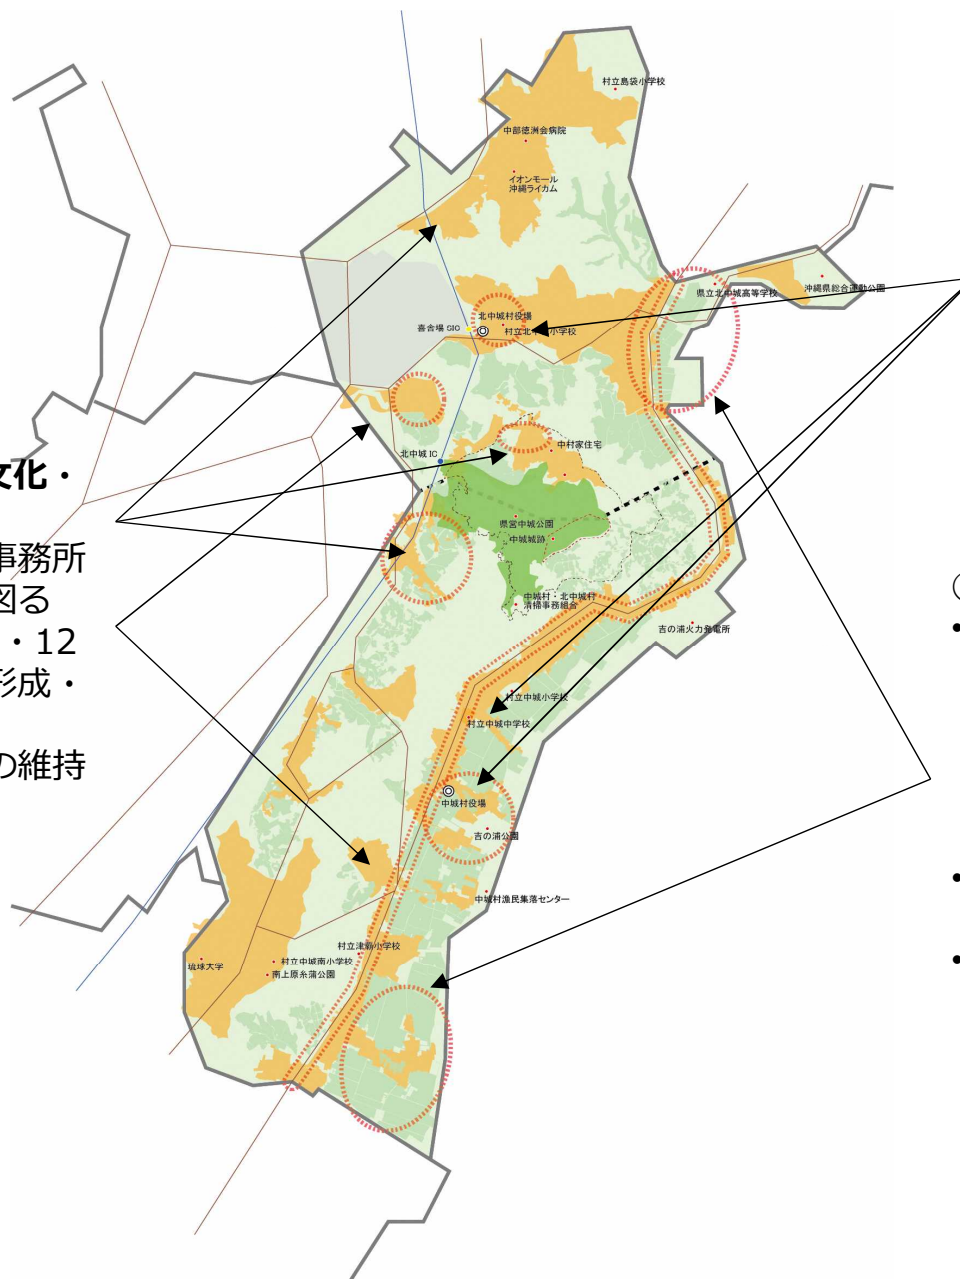 村立島袋小学校
中部徳洲会病院
イオンモール
沖縄ライカム
県立北中城高等学校
沖縄県総合運動公園
北中城村役場
喜舎場 SIC
村立北中城小学校
中村家住宅
北中城 IC
文化・
県営中城公園
中城城跡
事務所
図る
・12
形成・
の維持
中城村・北中城村
清掃事務組合
吉の浦火力発電所
村立中城小学校
村立中城中学校
中城村役場
吉の浦公園
中城村漁民集落センター
村立津覇小学校
琉球大学
村立中城南小学校
南上原糸蒲公園
・
・
・